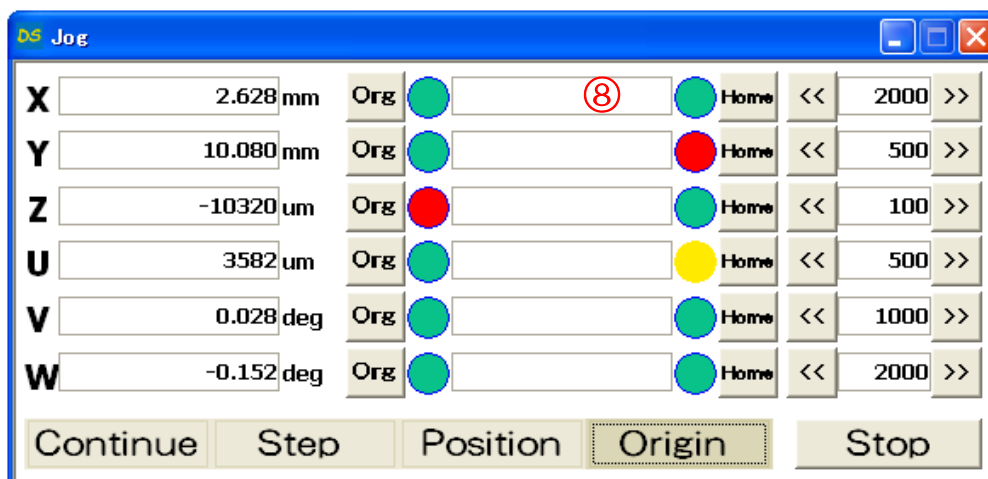 DS Jog
X 2.628 mm Org ⑧ Home << 2000 >>
Y 10.080 mm Org Home << 500 >>
Z -10320 um Org Home << 100 >>
U 3582 um Org Home << 500 >>
V 0.028 deg Org Home << 1000 >>
W -0.152 deg Org Home << 2000 >>
Continue Step Position Origin Stop